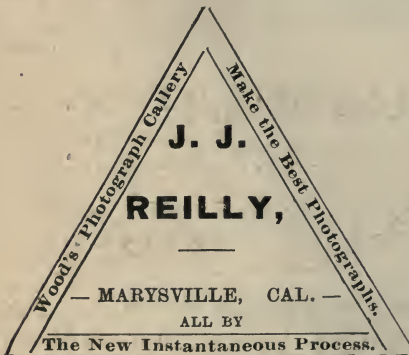 Wood's Photograph Gallery
Make the Best Photographs.
J. J.
REILLY,
— MARYSVILLE, CAL. —
ALL BY
The New Instantaneous Process.